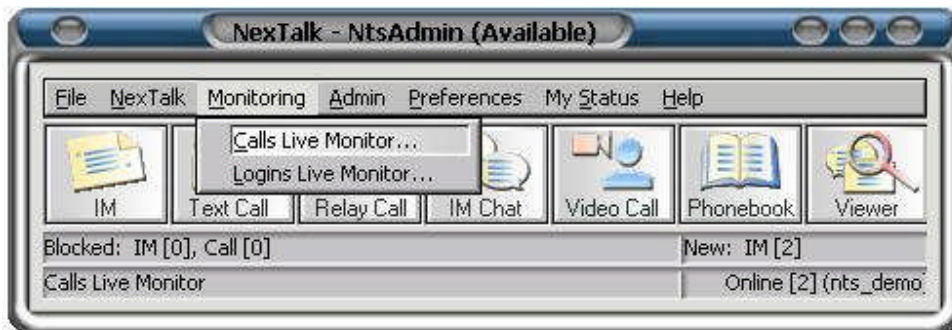 NexTalk - NtsAdmin (Available)
File NexTalk Monitoring Admin Preferences My Status Help
Calls Live Monitor...
Logins Live Monitor...
IM Text Call Relay Call IM Chat Video Call Phonebook Viewer
Blocked: IM [0], Call [0] New: IM [2]
Calls Live Monitor Online [2] (nts_demo